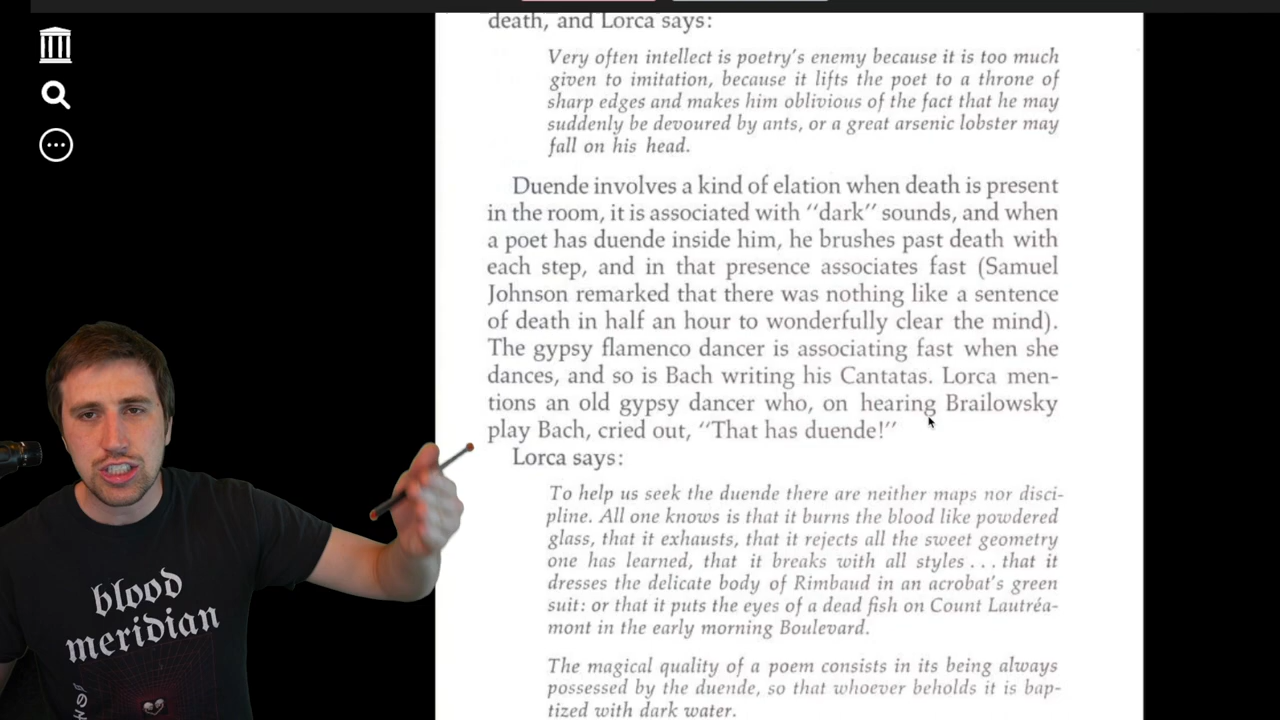 death, and Lorca says:
Very often intellect is poetry's enemy because it is too much
given to imitation, because it lifts the poet to a throne of
sharp edges and makes him oblivious of the fact that he may
suddenly be devoured by ants, or a great arsenic lobster may
fall on his head.
Duende involves a kind of elation when death is present
in the room, it is associated with "dark" sounds, and when
a poet has duende inside him, he brushes past death with
each step, and in that presence associates fast (Samuel
Johnson remarked that there was nothing like a sentence
of death in half an hour to wonderfully clear the mind).
The gypsy flamenco dancer is associating fast when she
dances, and so is Bach writing his Cantatas. Lorca men-
tions an old gypsy dancer who, on hearing Brailowsky
play Bach, cried out, "That has duende!"
Lorca says:
To help us seek the duende there are neither maps nor disci-
pline. All one knows is that it burns the blood like powdered
glass, that it exhausts, that it rejects all the sweet geometry
one has learned, that it breaks with all styles . . . that it
dresses the delicate body of Rimbaud in an acrobat's green
suit: or that it puts the eyes of a dead fish on Count Lautréa-
mont in the early morning Boulevard.
The magical quality of a poem consists in its being always
possessed by the duende, so that whoever beholds it is bap-
tized with dark water.
blood
meridian